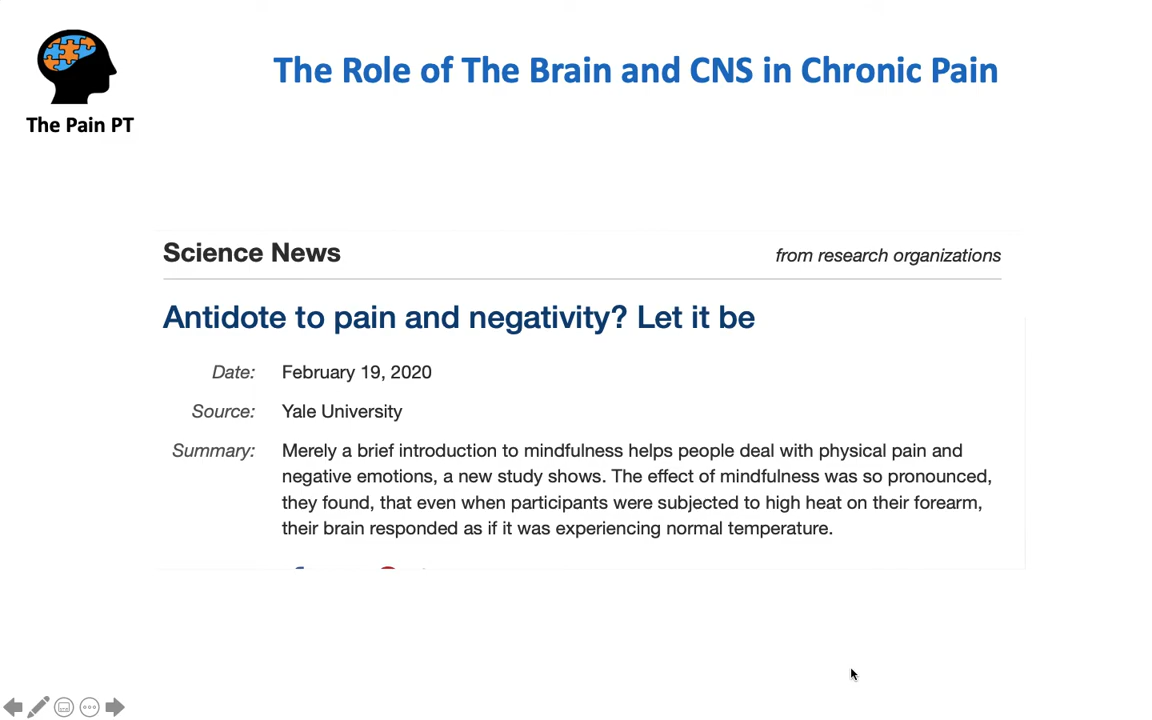 The Role of The Brain and CNS in Chronic Pain
The Pain PT
Science News
from research organizations
Antidote to pain and negativity? Let it be
Date: February 19, 2020
Source: Yale University
Summary: Merely a brief introduction to mindfulness helps people deal with physical pain and
negative emotions, a new study shows. The effect of mindfulness was so pronounced,
they found, that even when participants were subjected to high heat on their forearm,
their brain responded as if it was experiencing normal temperature.